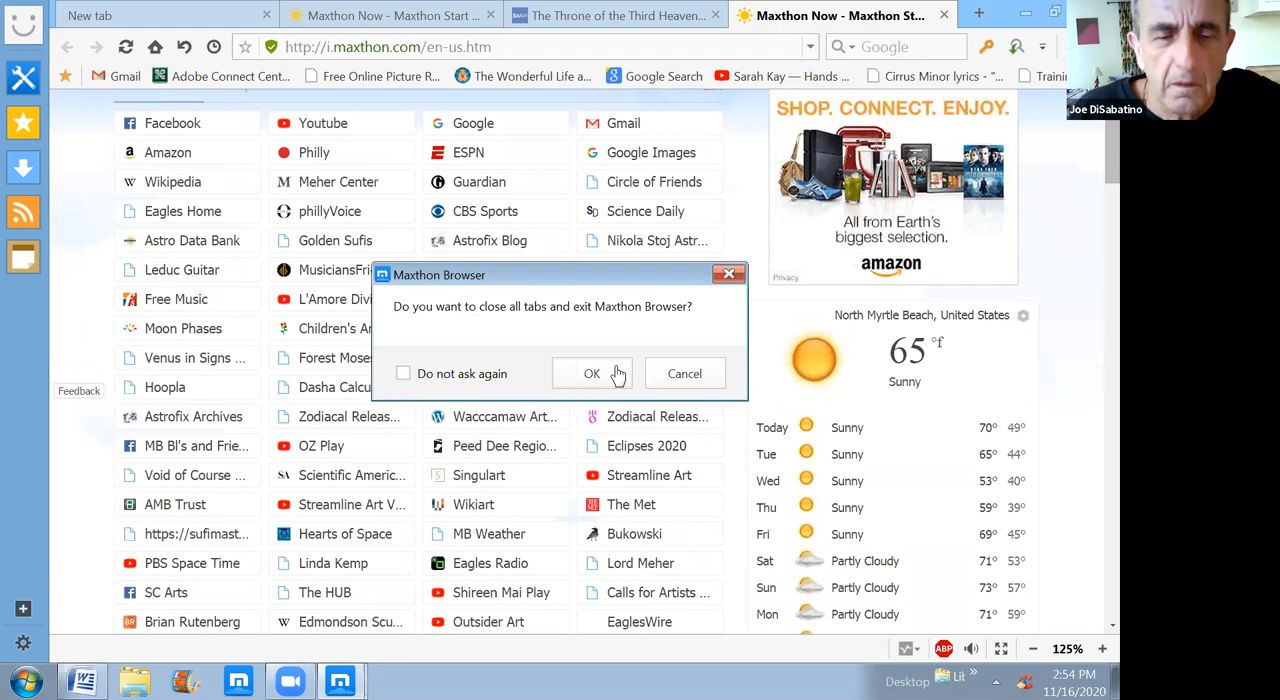 New tab
Maxthon Now - Maxthon Start ...
The Throne of the Third Heaven...
Maxthon Now - Maxthon St...
http://i.maxthon.com/en-us.htm
Google
Gmail
Adobe Connect Cent...
Free Online Picture R...
The Wonderful Life a...
Google Search
Sarah Kay — Hands ...
Cirrus Minor lyrics - "...
Traini
Joe DiSabatino
Facebook
Youtube
Google
Gmail
Amazon
Philly
ESPN
Google Images
Wikipedia
Maher Center
Guardian
Circle of Friends
Eagles Home
PhillyVoice
CBS Sports
Science Daily
Astro Data Bank
Golden Sufis
Astrofix Blog
Nikola Stoj Astr...
Leduc Guitar
MusiciansFri
Free Music
L'Amore Divi
Moon Phases
Children's Ar
Venus in Signs ...
Forest Mose
Hoopla
Dasha Calcu
Astrofix Archives
Zodiacal Releas...
Wacccamaw Art...
Zodiacal Releas...
MB BI's and Frie...
OZ Play
Peed Dee Regio...
Eclipses 2020
Void of Course ...
Scientific Americ...
Singulart
Streamline Art
AMB Trust
Streamline Art V...
Wikiart
The Met
https://sufimast...
Hearts of Space
MB Weather
Bukowski
PBS Space Time
Linda Kemp
Eagles Radio
Lord Meher
SC Arts
The HUB
Shireen Mai Play
Calls for Artists ...
Brian Rutenberg
Edmondson Scu...
Outsider Art
EaglesWire
Feedback
Maxthon Browser
Do you want to close all tabs and exit Maxthon Browser?
Do not ask again
OK
Cancel
SHOP. CONNECT. ENJOY.
All from Earth's
biggest selection.
amazon
Privacy
North Myrtle Beach, United States
65 °f
Sunny
Today Sunny 70° 49°
Tue Sunny 65° 44°
Wed Sunny 53° 40°
Thu Sunny 59° 39°
Fri Sunny 69° 45°
Sat Partly Cloudy 71° 53°
Sun Partly Cloudy 73° 57°
Mon Partly Cloudy 71° 59°
ABP
125%
Desktop
Lil
2:54 PM
11/16/2020